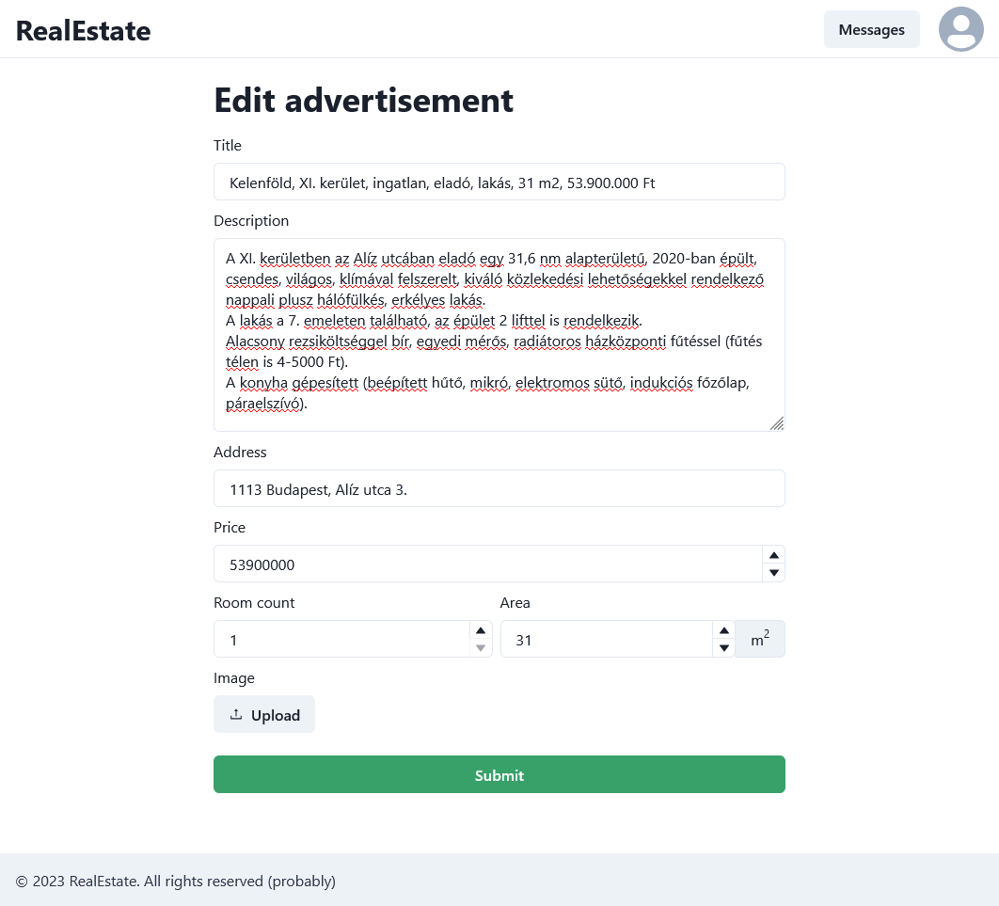 RealEstate
Messages
Edit advertisement
Title
Kelenföld, XI. kerület, ingatlan, eladó, lakás, 31 m2, 53.900.000 Ft
Description
A XI. kerületben az Alíz utcában eladó egy 31,6 nm alapterületű, 2020-ban épült,
csendes, világos, klímával felszerelt, kiváló közlekedési lehetőségekkel rendelkező
nappali plusz hálófülkés, erkélyes lakás.
A lakás a 7. emeleten található, az épület 2 lifttel is rendelkezik.
Alacsony rezsiköltséggel bír, egyedi mérős, radiátoros házközponti fűtéssel (fűtés
télen is 4-5000 Ft).
A konyha gépesített (beépített hűtő, mikró, elektromos sütő, indukciós főzőlap,
páraelszívó).
Address
1113 Budapest, Alíz utca 3.
Price
53900000
Room count
Area
1
31
m²
Image
Upload
Submit
© 2023 RealEstate. All rights reserved (probably)